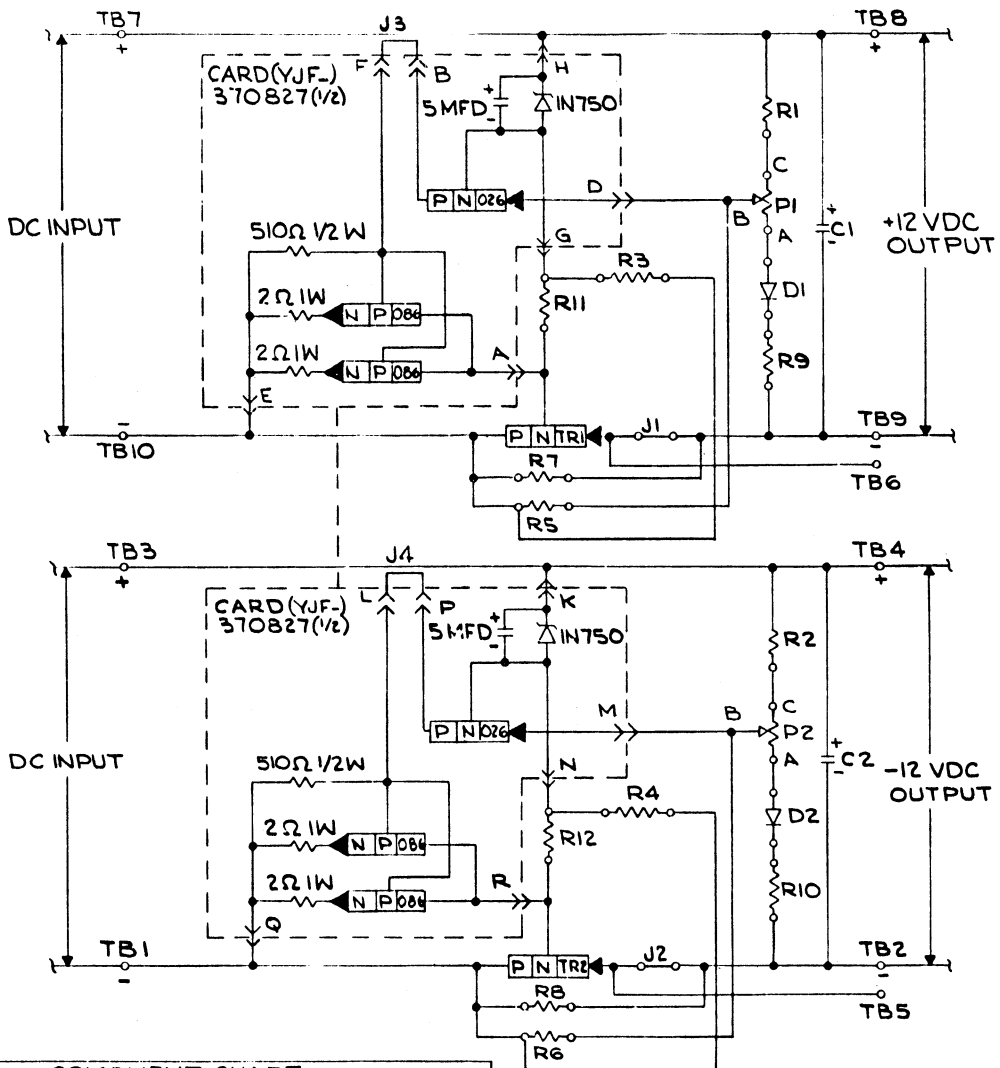 TB7
+
J3
TB8
+
F
B
H
CARD (YJF-)
370827 (1/2)
5MFD
+
-
IN750
R1
C
P N 026
D
B
P1
A
+
C1
-
DC INPUT
+12 VDC
OUTPUT
510Ω 1/2W
G
R3
2Ω 1W
N P 086
R11
D1
2Ω 1W
N P 086
A
R9
E
-
TB10
P N TR1
J1
TB9
-
R7
TB6
R5
TB3
+
J4
TB4
+
L
P
K
CARD (YJF-)
370827 (1/2)
5MFD
+
-
IN750
R2
C
P N 026
M
B
P2
A
+
C2
-
DC INPUT
-12 VDC
OUTPUT
510Ω 1/2W
N
R4
2Ω 1W
N P 086
R12
D2
2Ω 1W
N P 086
R
R10
Q
TB1
-
P N TR2
J2
TB2
-
R8
TB5
R6